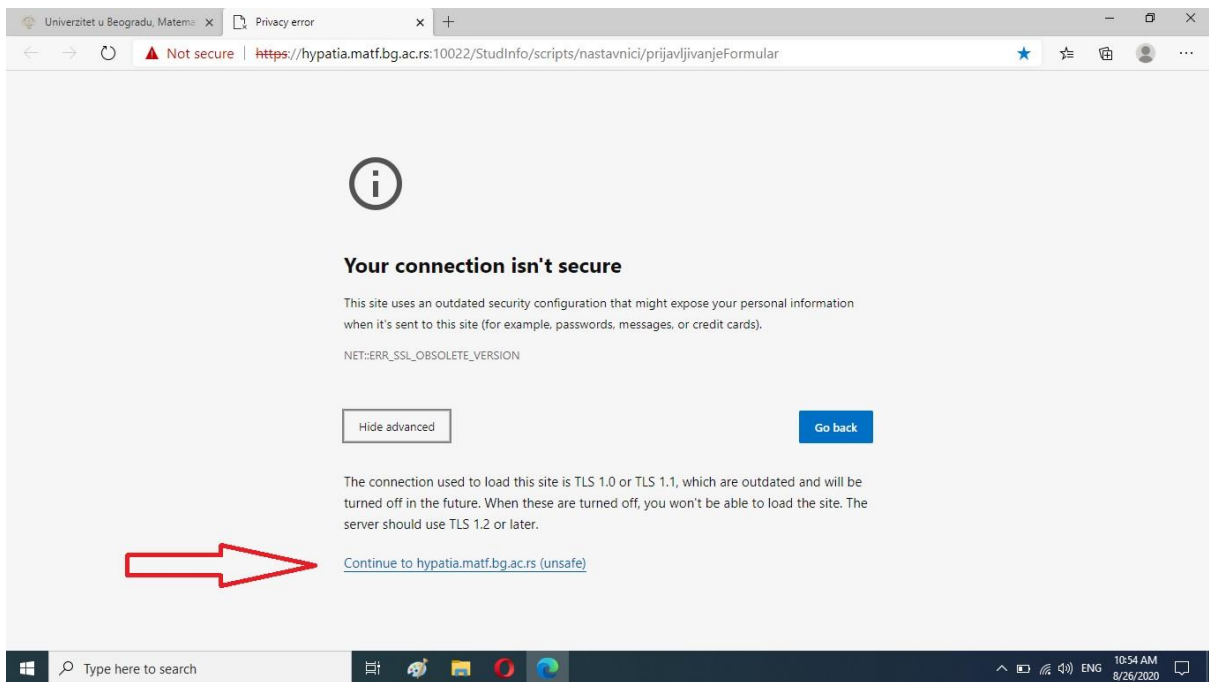 Univerzitet u Beogradu, Matema
Privacy error
Not secure | https://hypatia.matf.bg.ac.rs:10022/StudInfo/scripts/nastavnici/prijavljivanjeFormular
Your connection isn't secure
This site uses an outdated security configuration that might expose your personal information
when it's sent to this site (for example, passwords, messages, or credit cards).
NET::ERR_SSL_OBSOLETE_VERSION
Hide advanced
Go back
The connection used to load this site is TLS 1.0 or TLS 1.1, which are outdated and will be
turned off in the future. When these are turned off, you won't be able to load the site. The
server should use TLS 1.2 or later.
Continue to hypatia.matf.bg.ac.rs (unsafe)
Type here to search
ENG
10:54 AM
8/26/2020